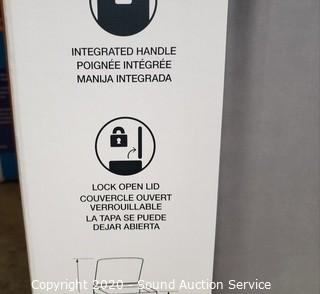 INTEGRATED HANDLE
POIGNÉE INTÉGRÉE
MANIJA INTEGRADA
LOCK OPEN LID
COUVERCLE OUVERT
VERROUILLABLE
LA TAPA SE PUEDE
DEJAR ABIERTA
Copyright 2020 - Sound Auction Service